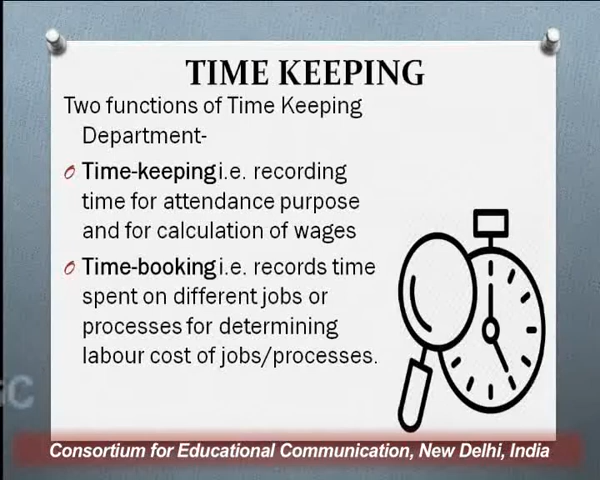 TIME KEEPING
Two functions of Time Keeping
Department-
Time-keeping i.e. recording
time for attendance purpose
and for calculation of wages
Time-booking i.e. records time
spent on different jobs or
processes for determining
labour cost of jobs/processes.
Consortium for Educational Communication, New Delhi, India